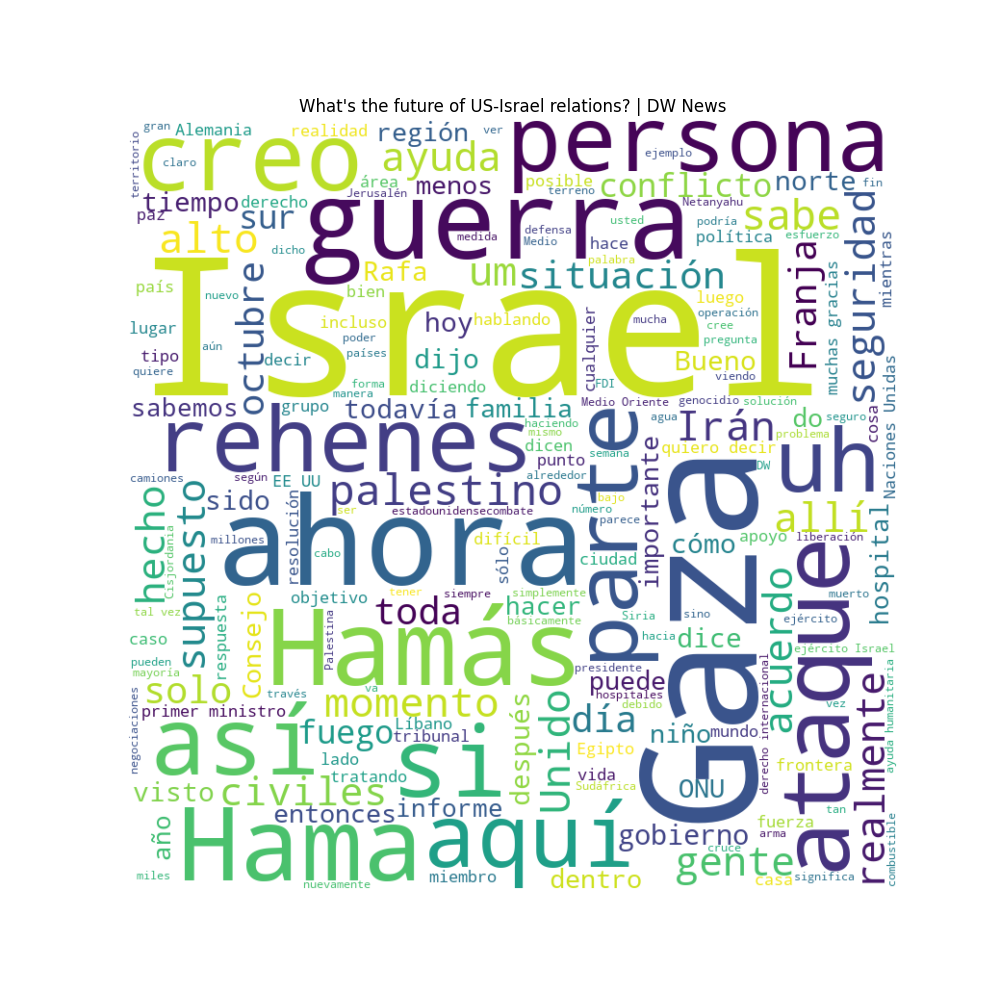 What's the future of US-Israel relations? | DW News
gran
Alemania
realidad
región
ver
persona
claro
creo
ayuda
ejemplo
territorio
área
Jerusalén
menos
posible
terreno
conflicto
norte
fin
tiempo
derecho
Netanyahu
paz
sur
guerra
usted
podría
sabe
seguridad
alto
dicho
medida
defensa
Medio
hace
política
esfuerzo
mientras
palabra
Rafa
um
situación
Franja
país
nuevo
octubre
Israel
bien
luego
muchas gracias
lugar
incluso
hoy
hablando
cualquier
mucha
operación
cree
aún
poder
pregunta
tipo
decir
países
dijo
Bueno
quiere
forma
manera
diciendo
FDI
viendo
sabemos
grupo
todavía
familia
Medio Oriente
genocidio
solución
Naciones Unidas
rehenes
haciendo
mismo
parte
agua
Irán
do
seguro
cosa
dicen
semana
quiero decir
problema
uh
camiones
según
EE UU
punto
alrededor
DW
hecho
sido
palestino
bajo
importante
Gaza
supuesto
resolución
estadounidensecombate
ser
número
parece
allí
hospital
Cisjordania
millones
ahora
difícil
cómo
apoyo
liberación
cabo
sólo
ciudad
ataque
tal vez
respuesta
Consejo
objetivo
tener
siempre
simplemente
toda
hacer
básicamente
Siria
sino
acuerdo
muerto
ejército
caso
Palestina
Hamás
hacia
dice
ejército Israel
pueden
mayoría
presidente
solo
través
va
momento
puede
hospitales
derecho internacional
realmente
ayuda humanitaria
negociaciones
primer ministro
después
Unido
debido
día
niño
mundo
vez
así
fuego
Líbano
tribunal
si
Egipto
lado
tratando
vida
Sudáfrica
frontera
visto
civiles
ONU
entonces
informe
tan
año
Hama
aquí
gobierno
fuerza
arma
gente
cruce
combustible
miles
nuevamente
miembro
dentro
casa
significa